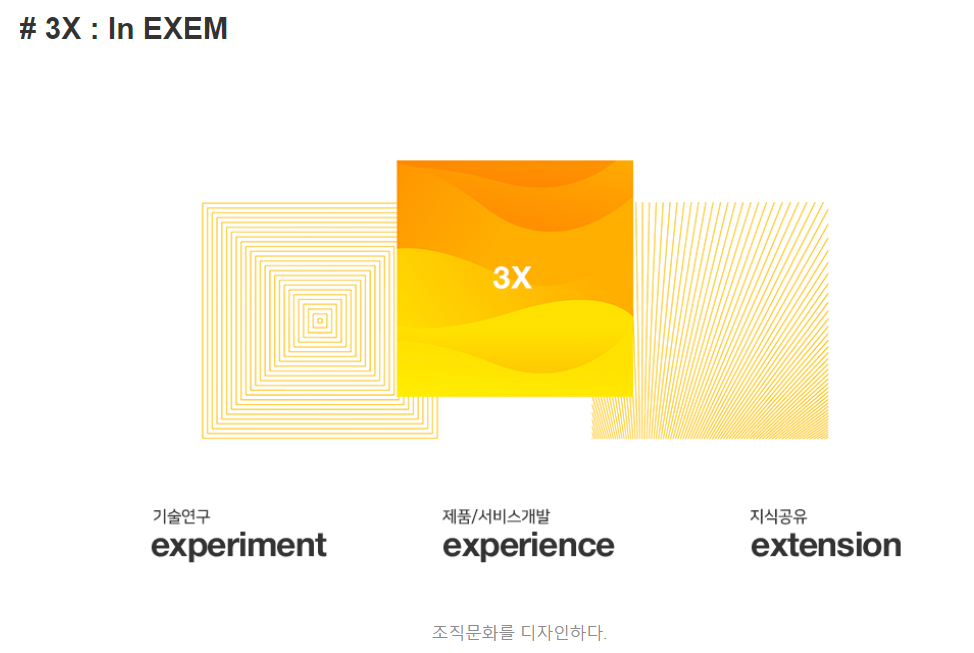 # 3X : In EXEM
3X
기술연구
experiment
제품/서비스개발
experience
지식공유
extension
조직문화를 디자인하다.